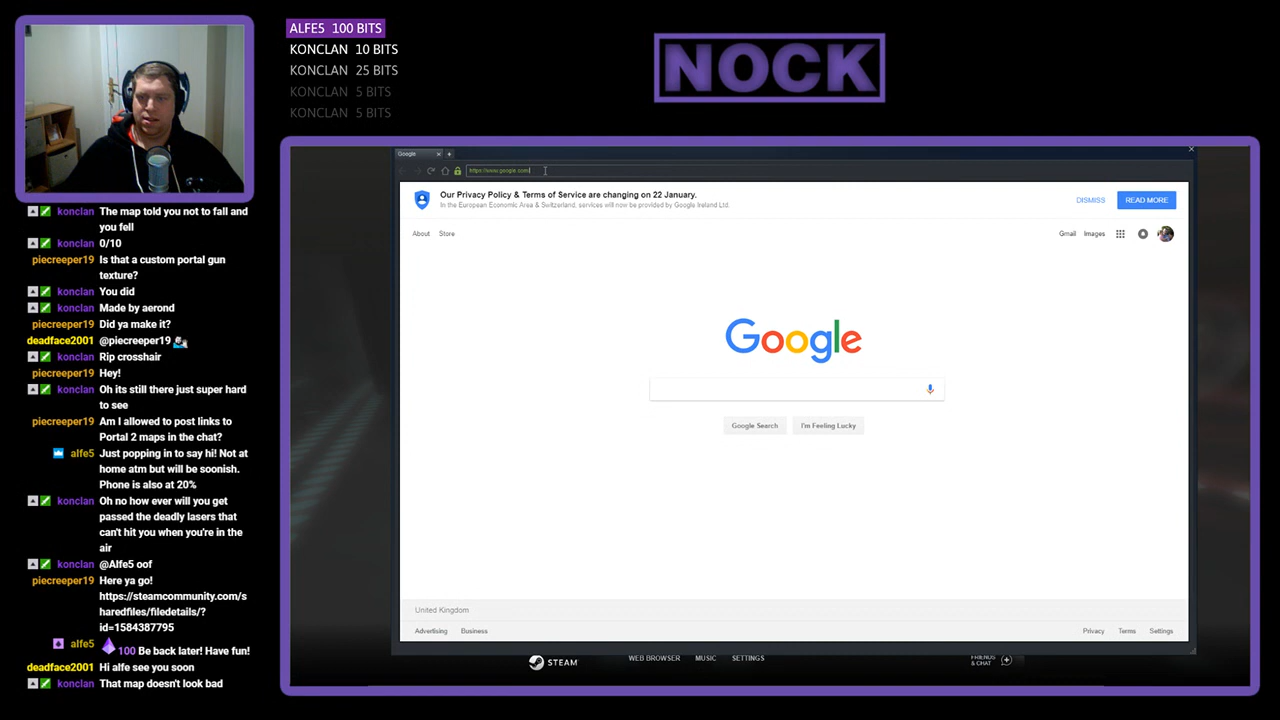 ALFE5 100 BITS
KONCLAN 10 BITS
KONCLAN 25 BITS
KONCLAN 5 BITS
KONCLAN 5 BITS
NOCK
konclan The map told you not to fall and
you fell
konclan 0/10
piecreeper19 Is that a custom portal gun
texture?
konclan You did
konclan Made by aerond
piecreeper19 Did ya make it?
deadface2001 @piecreeper19
konclan Rip crosshair
piecreeper19 Hey!
konclan Oh its still there just super hard
to see
piecreeper19 Am I allowed to post links to
Portal 2 maps in the chat?
alfe5 Just popping in to say hi! Not at
home atm but will be soonish.
Phone is also at 20%
konclan Oh no how ever will you get
passed the deadly lasers that
can't hit you when you're in the
air
konclan @Alfe5 oof
piecreeper19 Here ya go!
https://steamcommunity.com/s
haredfiles/filedetails/?
id=1584387795
alfe5 100 Be back later! Have fun!
deadface2001 Hi alfe see you soon
konclan That map doesn't look bad
Google
https://www.google.com/
Our Privacy Policy & Terms of Service are changing on 22 January.
In the European Economic Area & Switzerland, services will now be provided by Google Ireland Ltd.
DISMISS
READ MORE
About Store
Gmail Images
Google
Google Search I'm Feeling Lucky
United Kingdom
Advertising Business
Privacy Terms Settings
STEAM
WEB BROWSER MUSIC SETTINGS
FRIENDS
& CHAT